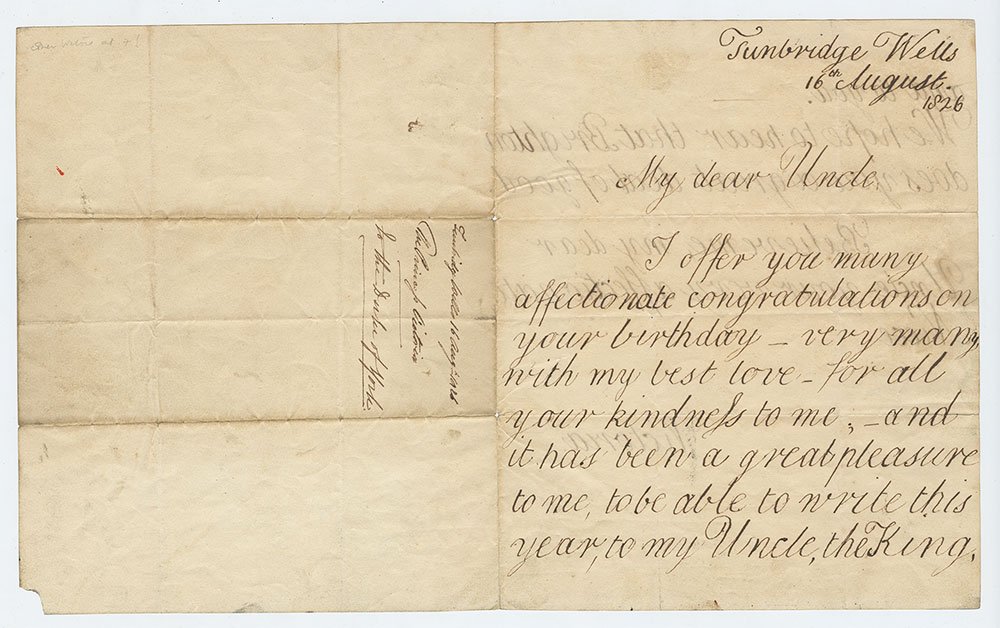 Tunbridge Wells
16th August.
1826
My dear Uncle,
I offer you many
affectionate congratulations on
your birthday – very many,
with my best love – for all
your kindneſs to me; – and
it has been a great pleasure
to me, to be able to write this
year, to my Uncle, the King.
Tunbridge Wells 16 Aug: 1826
The Princess Victoria
To the Duke of York